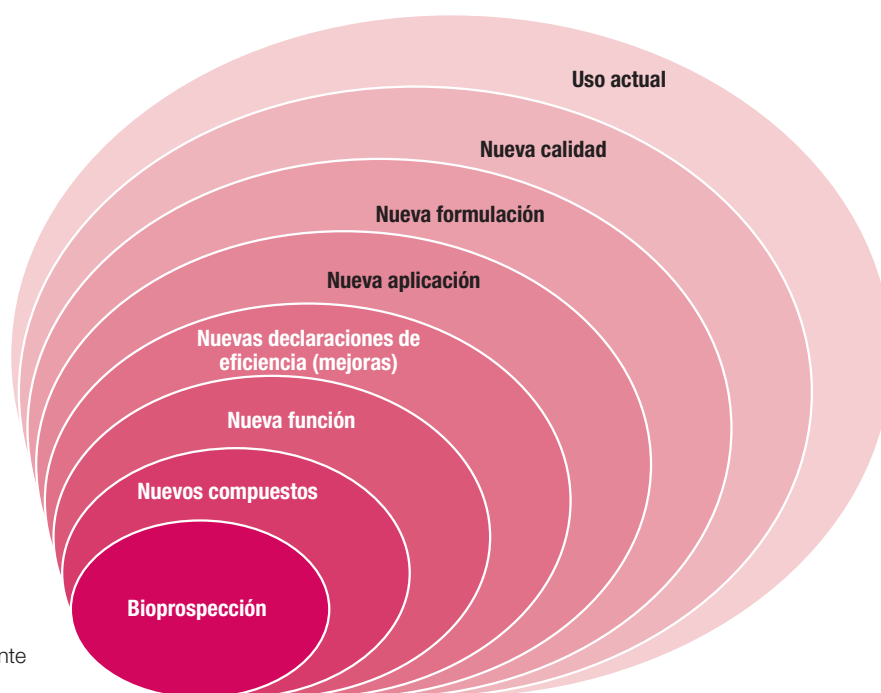 Uso actual
Nueva calidad
Nueva formulación
Nueva aplicación
Nuevas declaraciones de
eficiencia (mejoras)
Nueva función
Nuevos compuestos
Bioprospección
nte